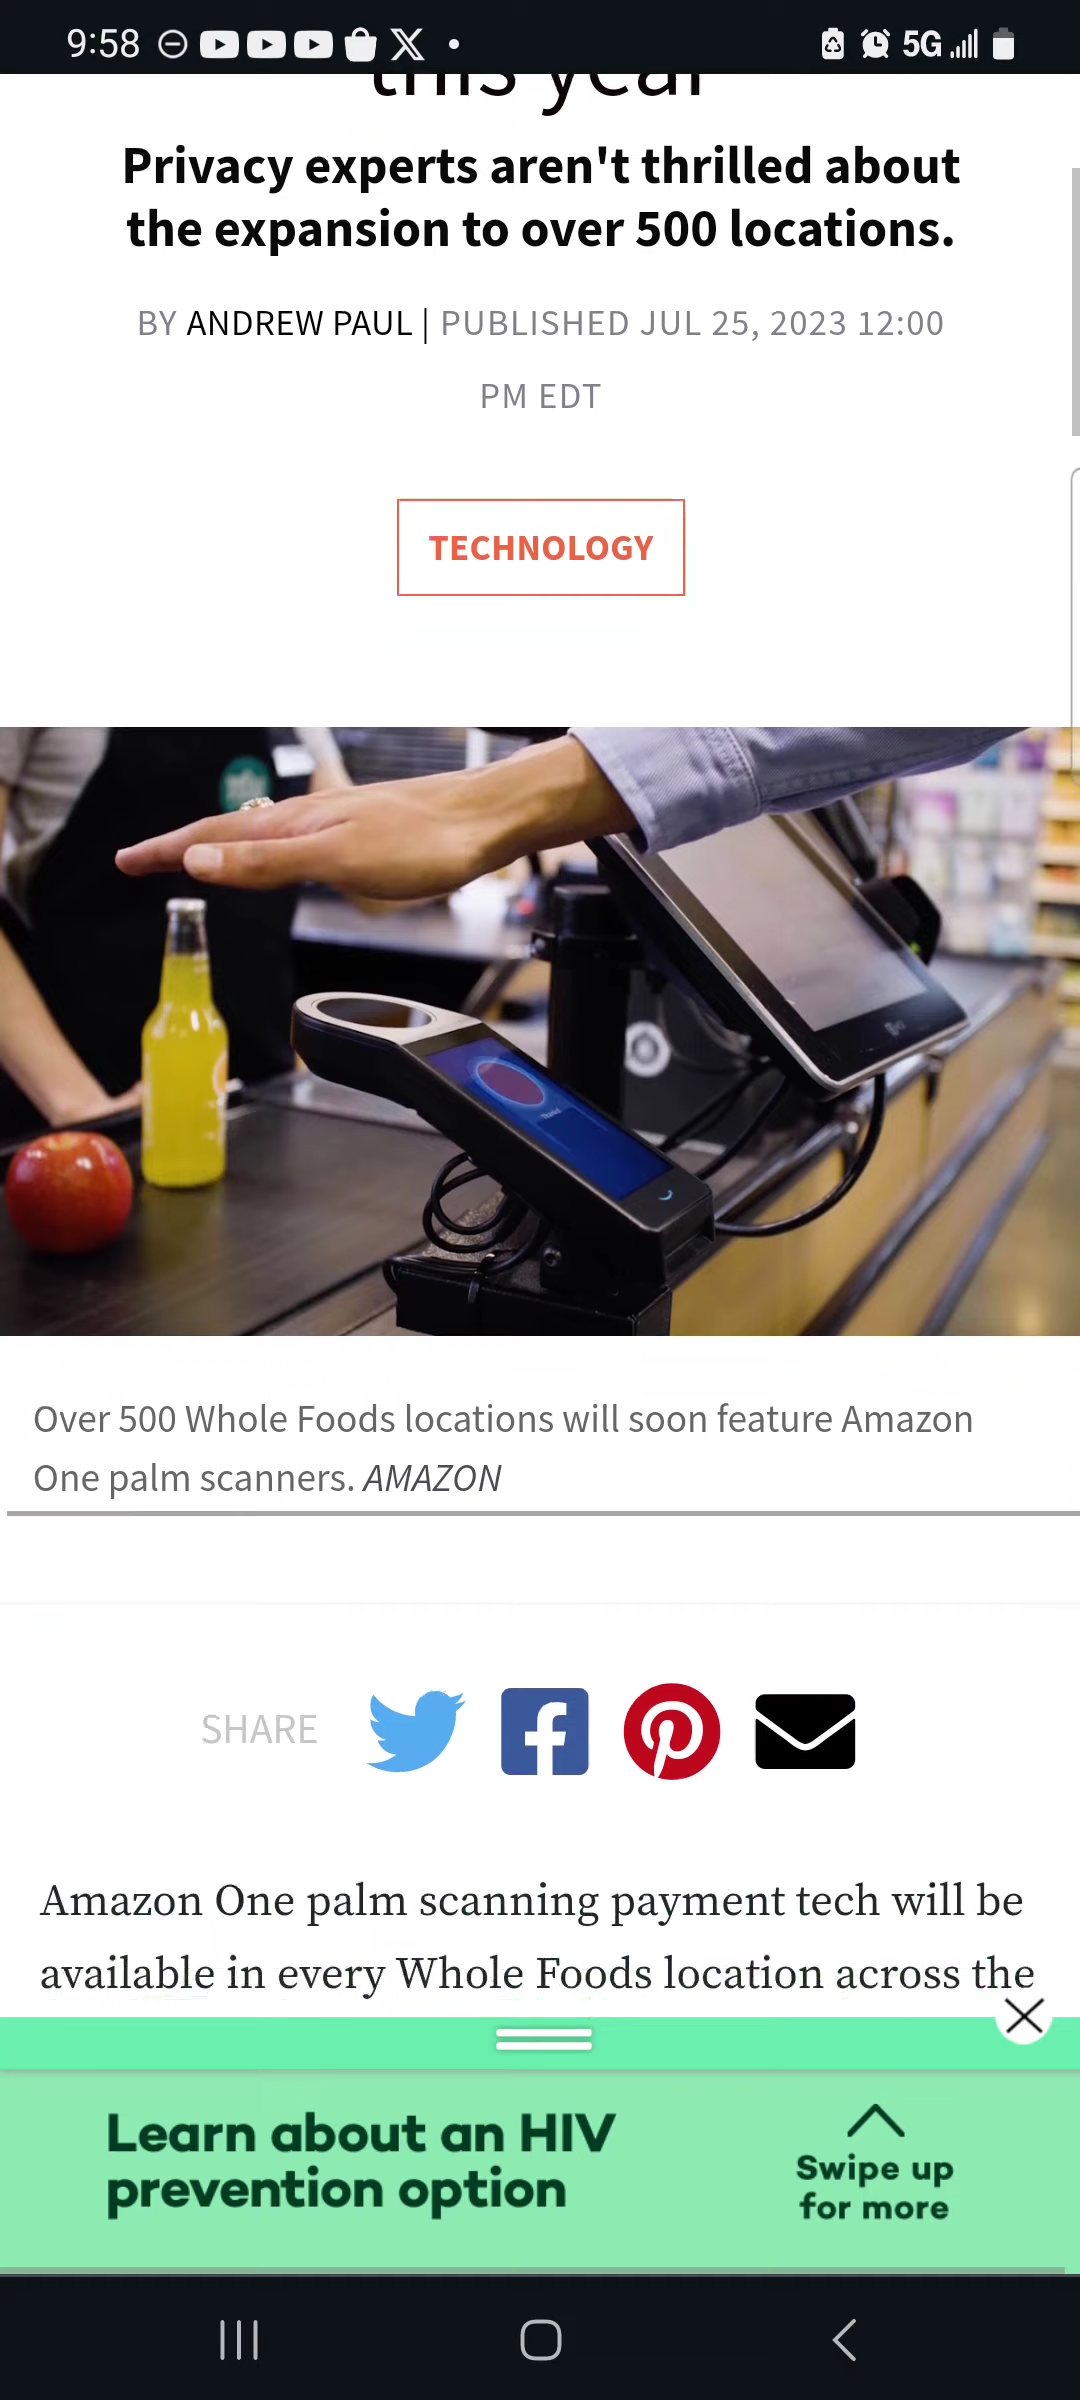 9:58 5G
this year
Privacy experts aren't thrilled about
the expansion to over 500 locations.
BY ANDREW PAUL | PUBLISHED JUL 25, 2023 12:00
PM EDT
TECHNOLOGY
Over 500 Whole Foods locations will soon feature Amazon
One palm scanners. AMAZON
SHARE
Amazon One palm scanning payment tech will be
available in every Whole Foods location across the
Learn about an HIV
prevention option
Swipe up
for more